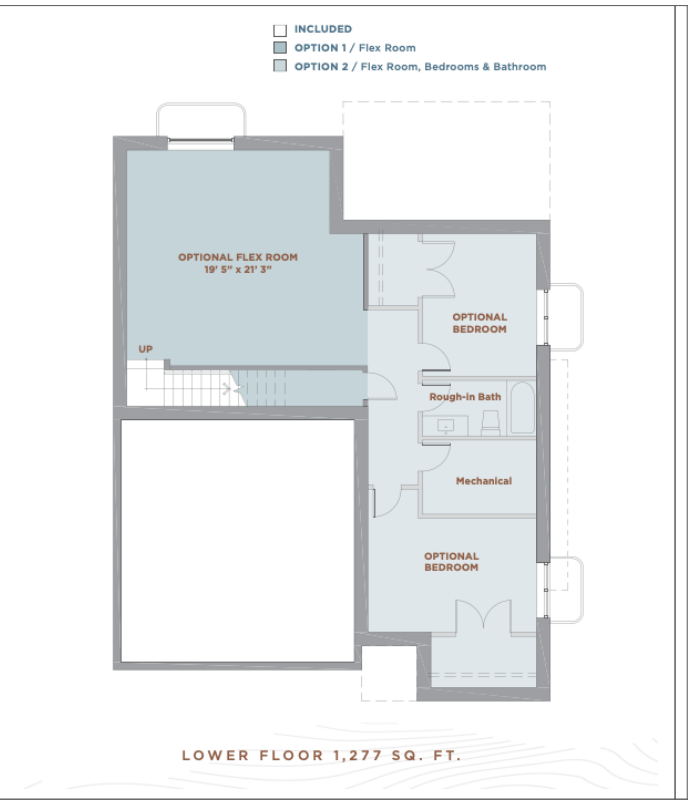 INCLUDED
OPTION 1 / Flex Room
OPTION 2 / Flex Room, Bedrooms & Bathroom
OPTIONAL FLEX ROOM
19' 5" x 21' 3"
OPTIONAL
BEDROOM
UP
Rough-in Bath
Mechanical
OPTIONAL
BEDROOM
LOWER FLOOR 1,277 SQ. FT.